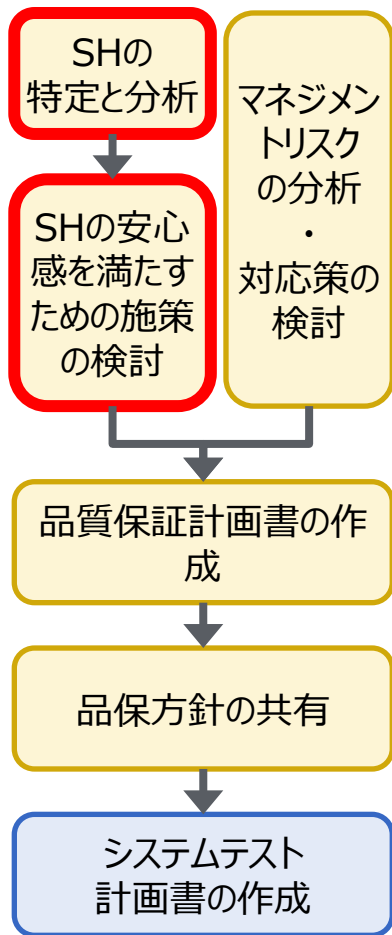 SHの
特定と分析
SHの安心
感を満たす
ための施策
の検討
マネジメン
トリスク
の分析
・
対応策の
検討
品質保証計画書の作
成
品保方針の共有
システムテスト
計画書の作成